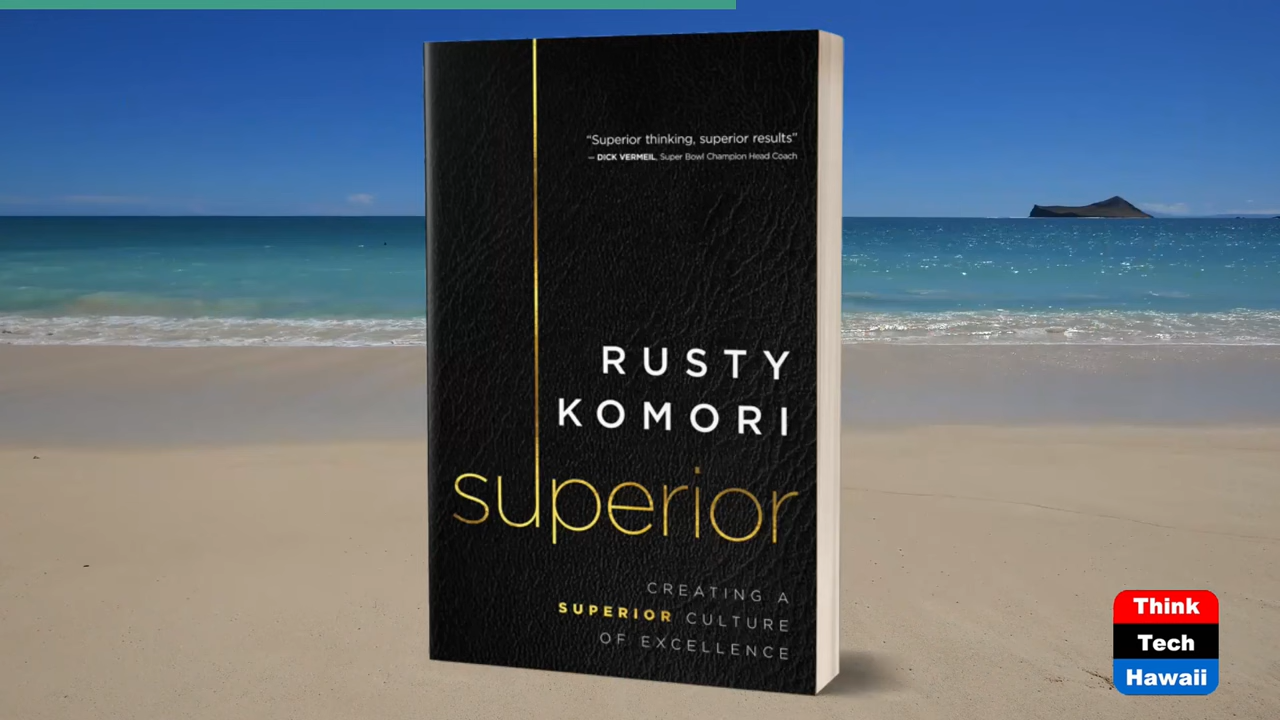 “Superior thinking, superior results”
— DICK VERMEIL, Super Bowl Champion Head Coach
RUSTY
KOMORI
superior
CREATING A
SUPERIOR CULTURE
OF EXCELLENCE
Think
Tech
Hawaii